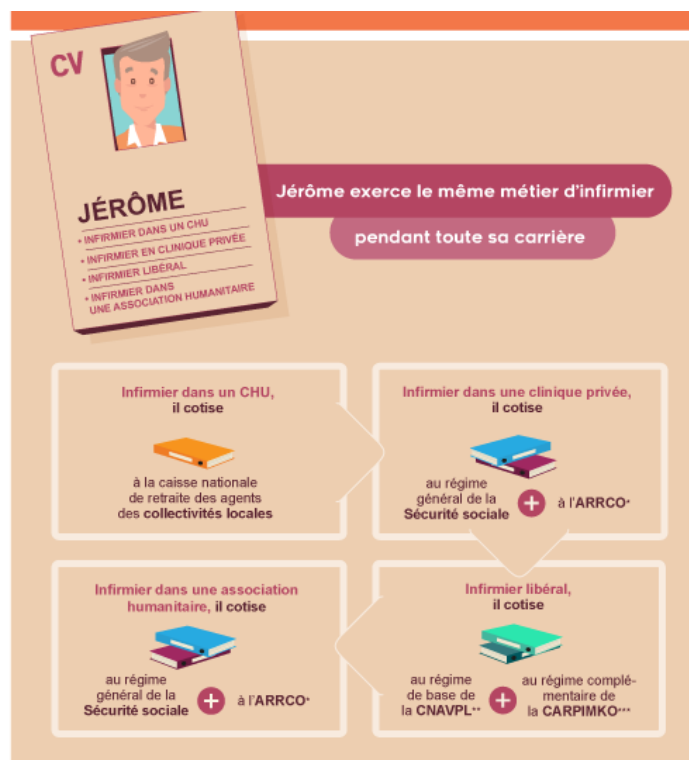 CV
JÉRÔME
• INFIRMIER DANS UN CHU
• INFIRMIER EN CLINIQUE PRIVÉE
• INFIRMIER LIBÉRAL
• INFIRMIER DANS
UNE ASSOCIATION HUMANITAIRE
Jérôme exerce le même métier d'infirmier
pendant toute sa carrière
Infirmier dans un CHU,
il cotise
à la caisse nationale
de retraite des agents
des collectivités locales
Infirmier dans une clinique privée,
il cotise
au régime
général de la
Sécurité sociale
+
à l'ARRCO*
Infirmier dans une association
humanitaire, il cotise
au régime
général de la
Sécurité sociale
+
à l'ARRCO*
Infirmier libéral,
il cotise
au régime
de base de
la CNAVPL**
+
au régime complé-
mentaire de
la CARPIMKO***